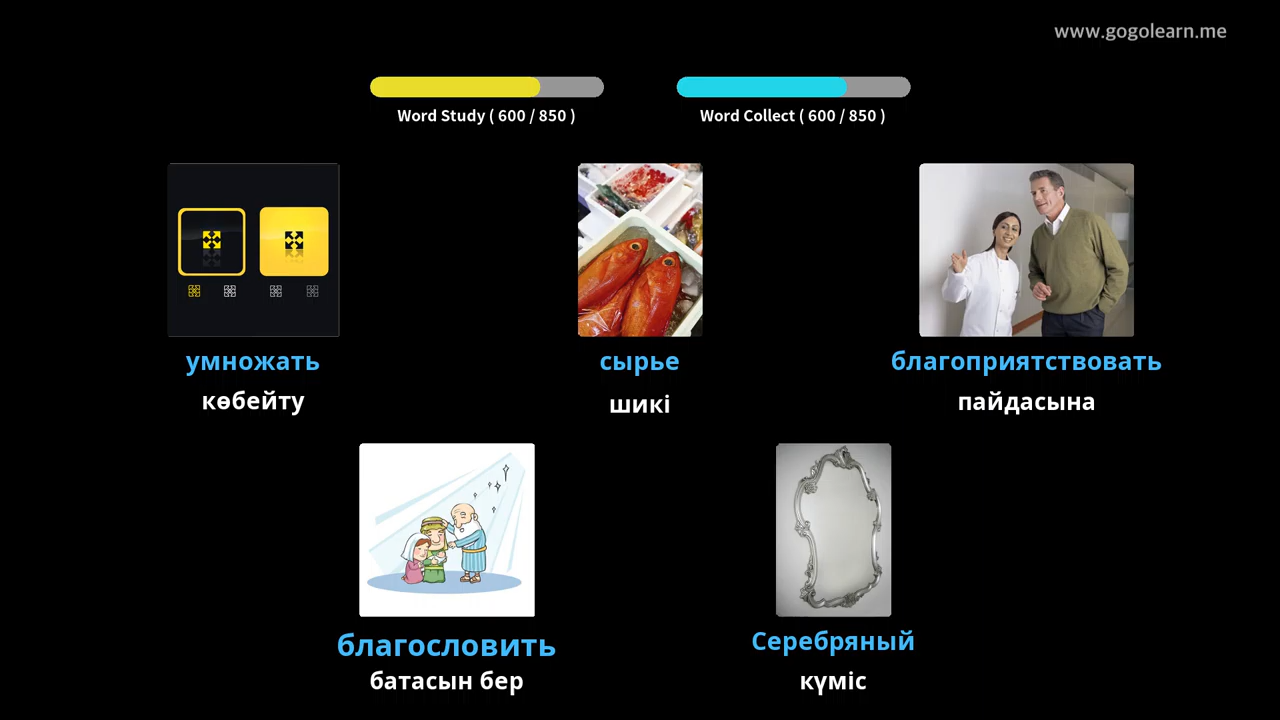 www.gogolearn.me
Word Study ( 600 / 850 )
Word Collect ( 600 / 850 )
умножать
көбейту
сырье
шикі
благоприятствовать
пайдасына
благословить
батасын бер
Серебряный
күміс